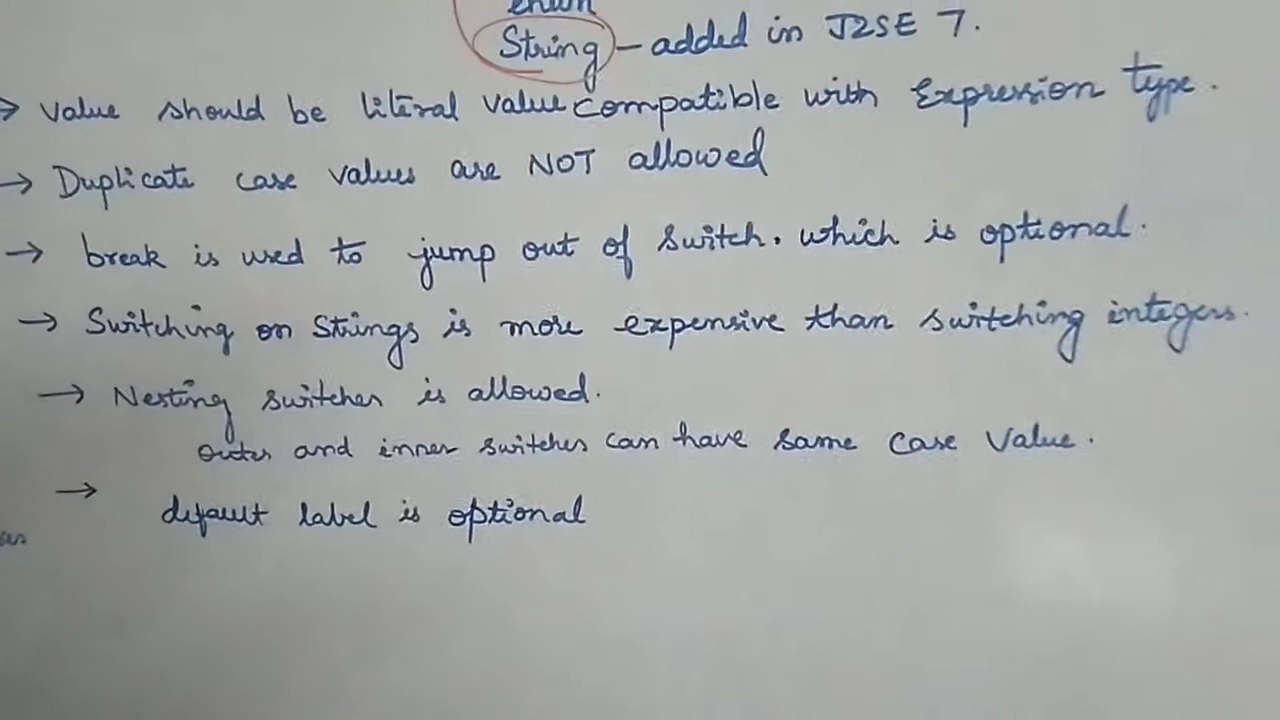 enum
String - added in J2SE 7.
→ value should be literal value compatible with Expression type.
→ Duplicate case values are NOT allowed
→ break is used to jump out of switch. which is optional.
→ Switching on Strings is more expensive than switching integers.
→ Nesting switches is allowed.
outer and inner switches can have same case value.
→ default label is optional